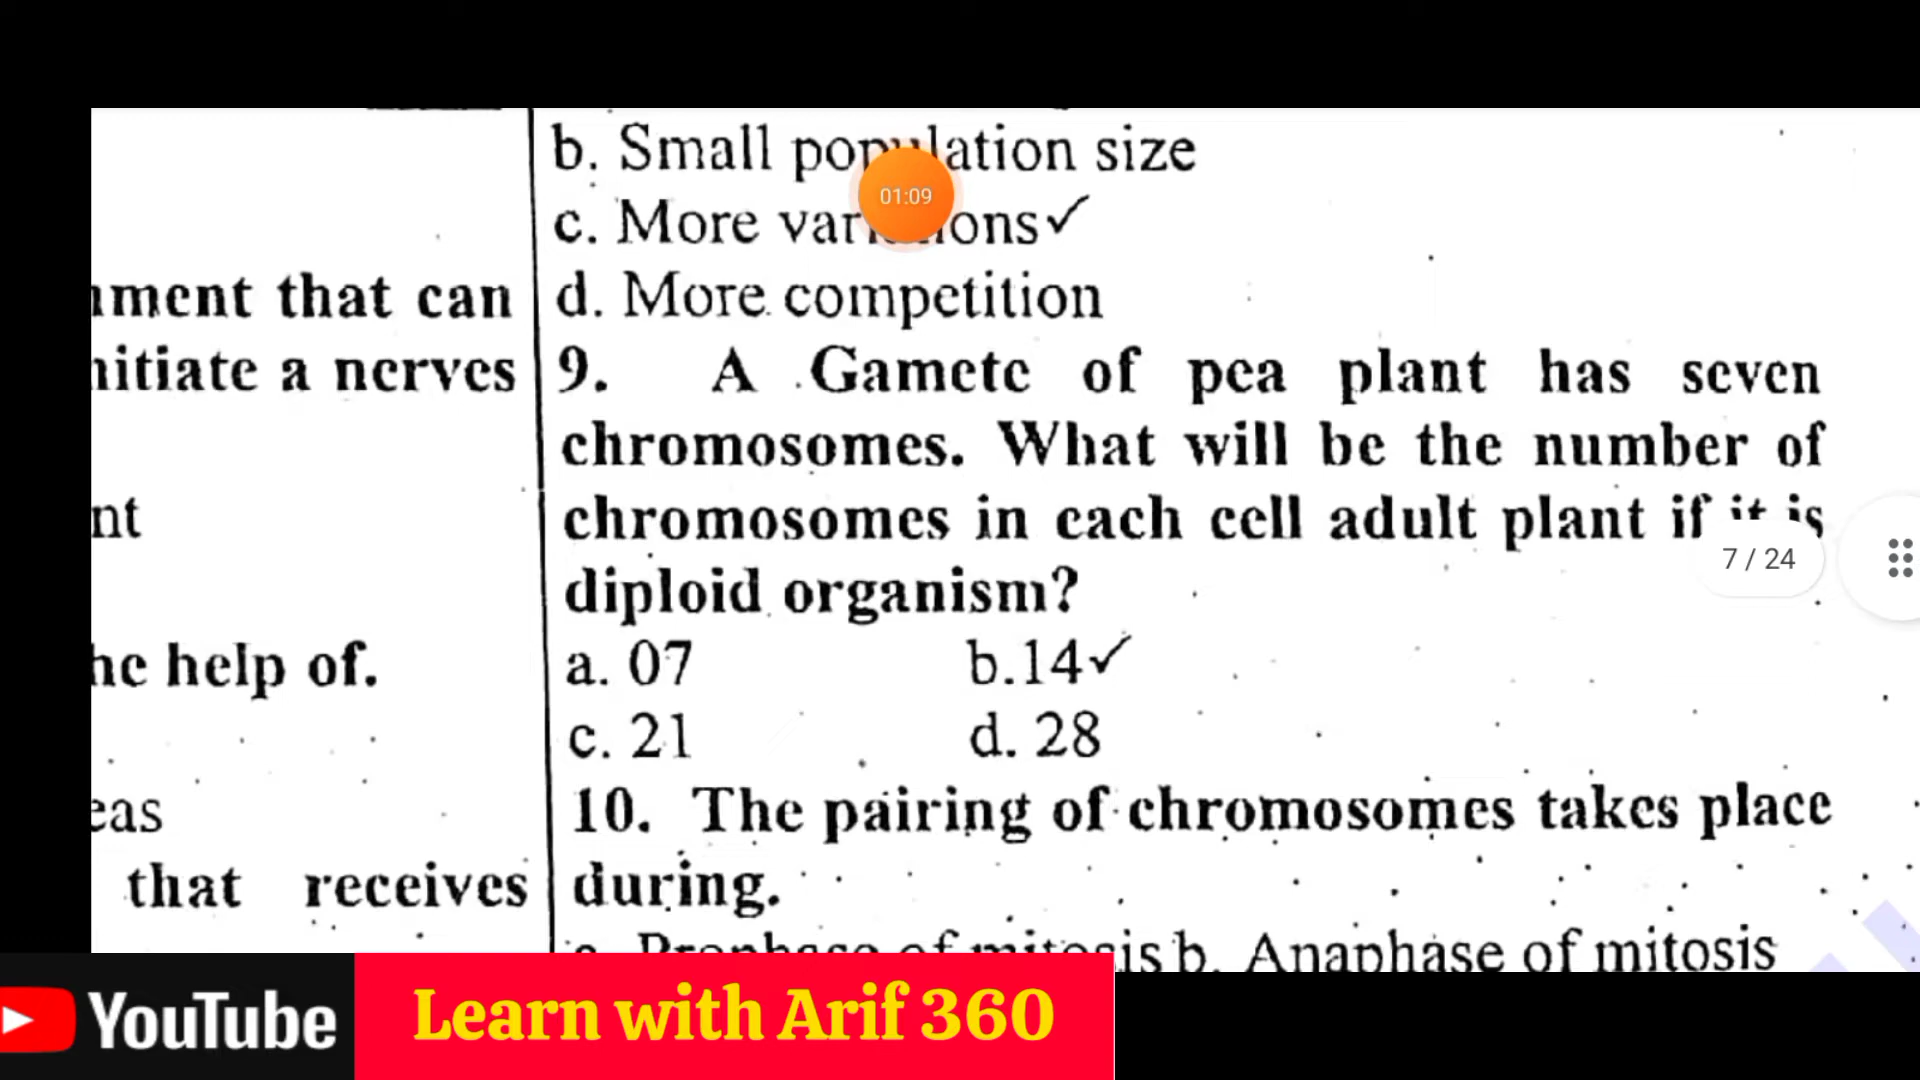 b. Small population size
c. More ✓
01:09
d. More competition
ment that can
nitiate a nerves
nt
he help of.
eas
that receives
9. A Gamete of pea plant has seven
chromosomes. What will be the number of
chromosomes in each cell adult plant if it is
diploid organism?
7 / 24
a. 07 b.14✓
c. 21 d. 28
10. The pairing of chromosomes takes place
during.
a. Prophase of mitosis b. Anaphase of mitosis
YouTube
Learn with Arif 360